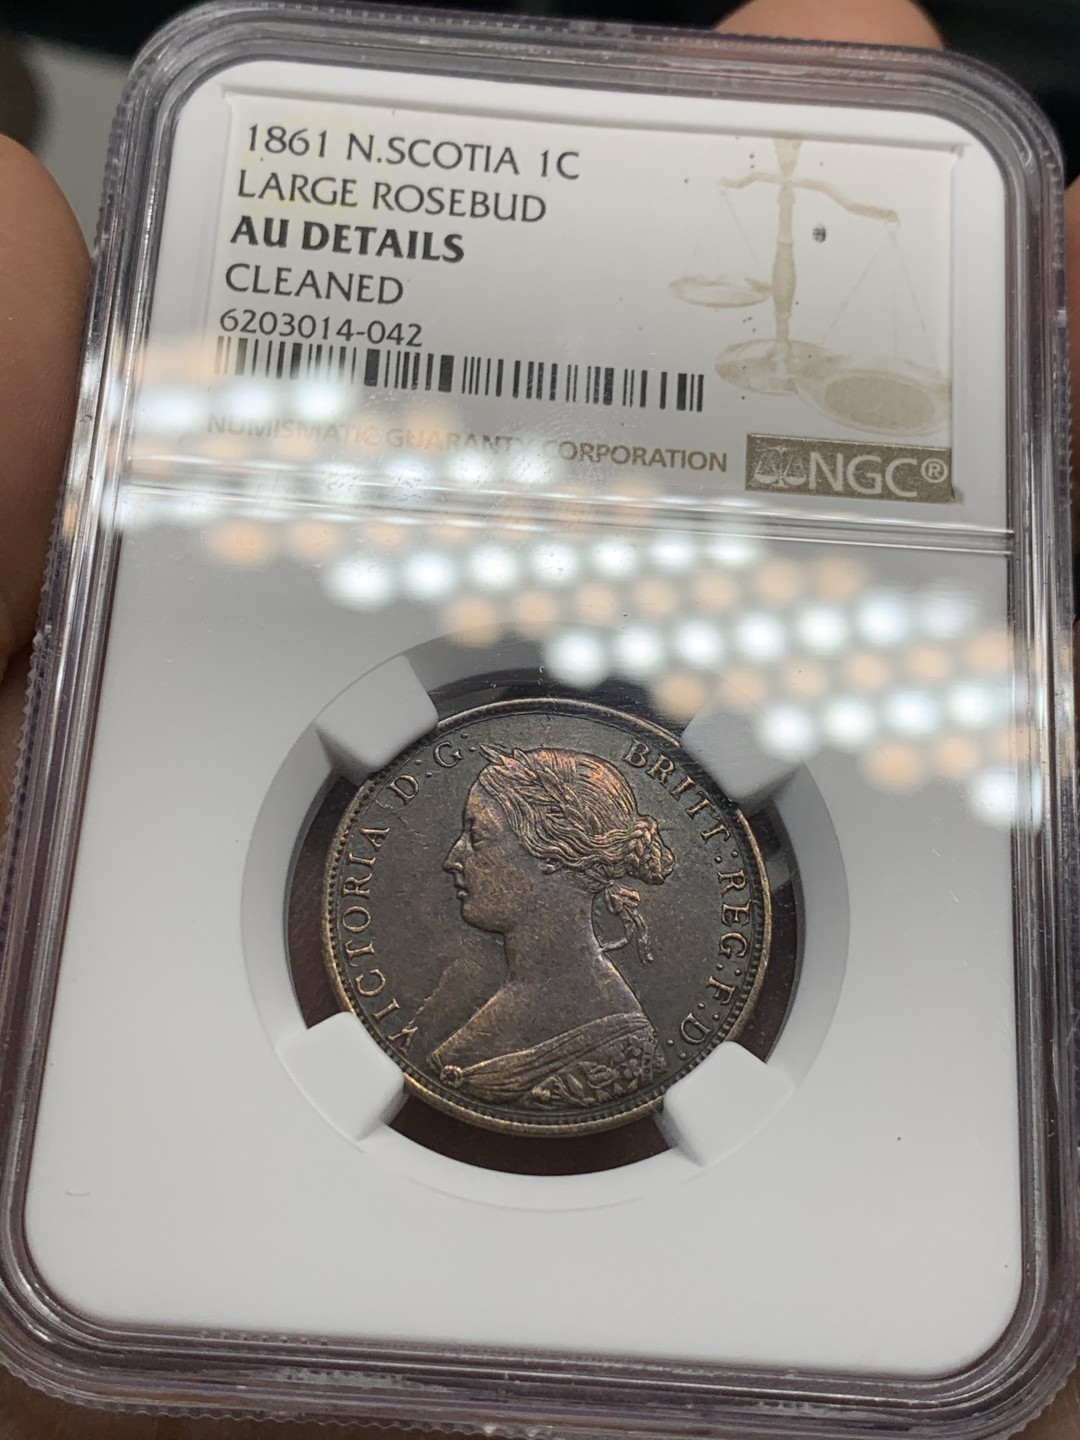 1861 N.SCOTIA 1C
LARGE ROSEBUD
AU DETAILS
CLEANED
6203014-042
NUMISMATIC GUARANTY CORPORATION
NGC®
VICTORIA D:G: BRITT:REG:F:D: